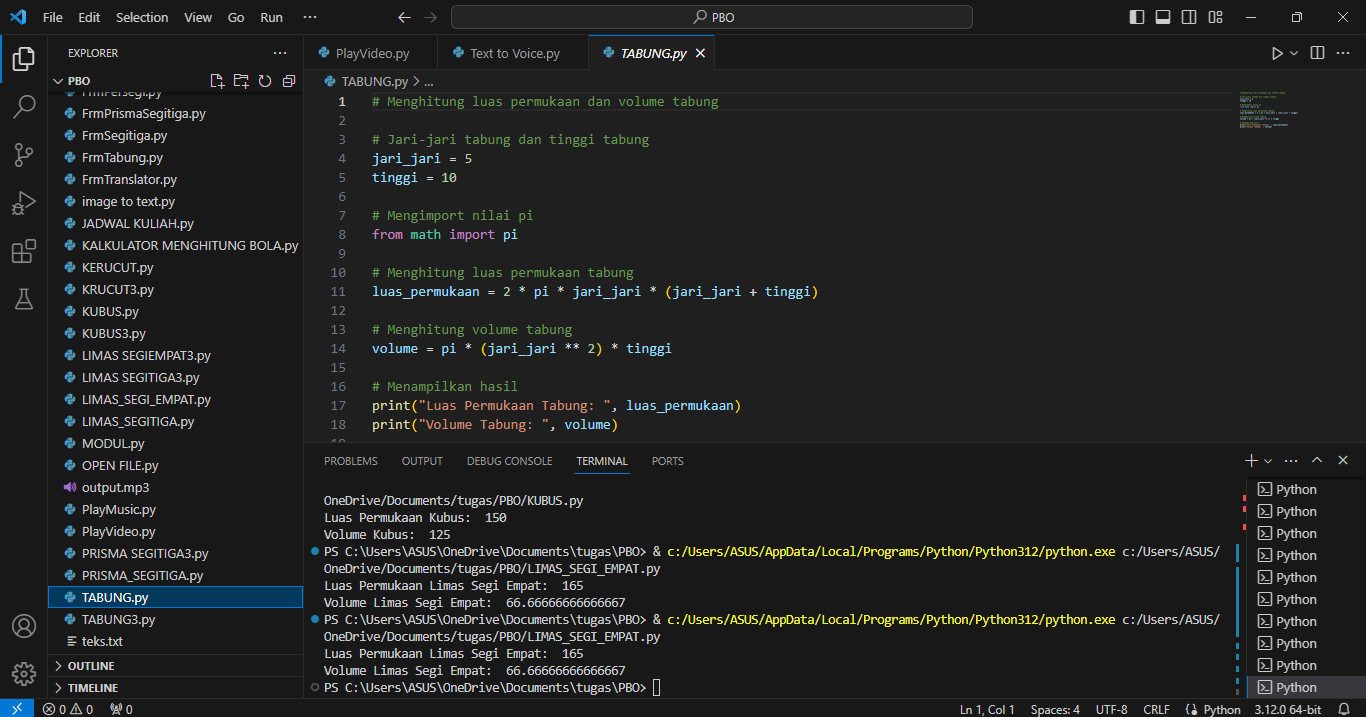 File Edit Selection View Go Run ···
PBO
EXPLORER ···
PBO
FrmPersegi.py
FrmPrismaSegitiga.py
FrmSegitiga.py
FrmTabung.py
FrmTranslator.py
image to text.py
JADWAL KULIAH.py
KALKULATOR MENGHITUNG BOLA.py
KERUCUT.py
KRUCUT3.py
KUBUS.py
KUBUS3.py
LIMAS SEGIEMPAT3.py
LIMAS SEGITIGA3.py
LIMAS_SEGI_EMPAT.py
LIMAS_SEGITIGA.py
MODUL.py
OPEN FILE.py
output.mp3
PlayMusic.py
PlayVideo.py
PRISMA SEGITIGA3.py
PRISMA_SEGITIGA.py
TABUNG.py
TABUNG3.py
teks.txt
OUTLINE
TIMELINE
PlayVideo.py Text to Voice.py TABUNG.py
TABUNG.py > ...
1 # Menghitung luas permukaan dan volume tabung
2
3 # Jari-jari tabung dan tinggi tabung
4 jari_jari = 5
5 tinggi = 10
6
7 # Mengimport nilai pi
8 from math import pi
9
10 # Menghitung luas permukaan tabung
11 luas_permukaan = 2 * pi * jari_jari * (jari_jari + tinggi)
12
13 # Menghitung volume tabung
14 volume = pi * (jari_jari ** 2) * tinggi
15
16 # Menampilkan hasil
17 print("Luas Permukaan Tabung: ", luas_permukaan)
18 print("Volume Tabung: ", volume)
19
PROBLEMS OUTPUT DEBUG CONSOLE TERMINAL PORTS
OneDrive/Documents/tugas/PBO/KUBUS.py
Luas Permukaan Kubus:  150
Volume Kubus:  125
PS C:\Users\ASUS\OneDrive\Documents\tugas\PBO> & c:/Users/ASUS/AppData/Local/Programs/Python/Python312/python.exe c:/Users/ASUS/
OneDrive/Documents/tugas/PBO/LIMAS_SEGI_EMPAT.py
Luas Permukaan Limas Segi Empat:  165
Volume Limas Segi Empat:  66.66666666666667
PS C:\Users\ASUS\OneDrive\Documents\tugas\PBO> & c:/Users/ASUS/AppData/Local/Programs/Python/Python312/python.exe c:/Users/ASUS/
OneDrive/Documents/tugas/PBO/LIMAS_SEGI_EMPAT.py
Luas Permukaan Limas Segi Empat:  165
Volume Limas Segi Empat:  66.66666666666667
PS C:\Users\ASUS\OneDrive\Documents\tugas\PBO>
Python
Python
Python
Python
Python
Python
Python
Python
Python
Python
0 0 0 Ln 1, Col 1 Spaces: 4 UTF-8 CRLF Python 3.12.0 64-bit